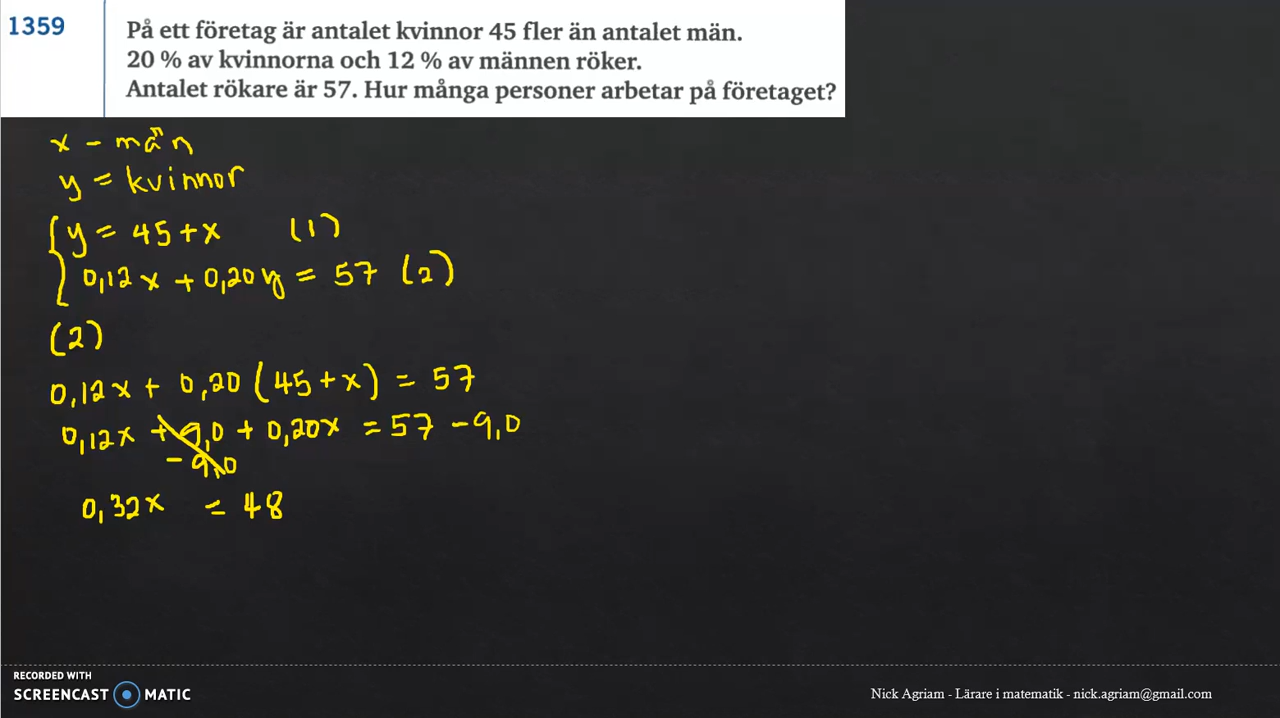 1359
På ett företag är antalet kvinnor 45 fler än antalet män.
20 % av kvinnorna och 12 % av männen röker.
Antalet rökare är 57. Hur många personer arbetar på företaget?
x - män
y = kvinnor
y = 45 + x (1)
0,12x + 0,20y = 57 (2)
(2)
0,12x + 0,20 (45 + x) = 57
0,12x + 9,0 + 0,20x = 57 - 9,0
- 9,0
0,32x = 48
RECORDED WITH
SCREENCAST MATIC
Nick Agriam - Lärare i matematik - nick.agriam@gmail.com